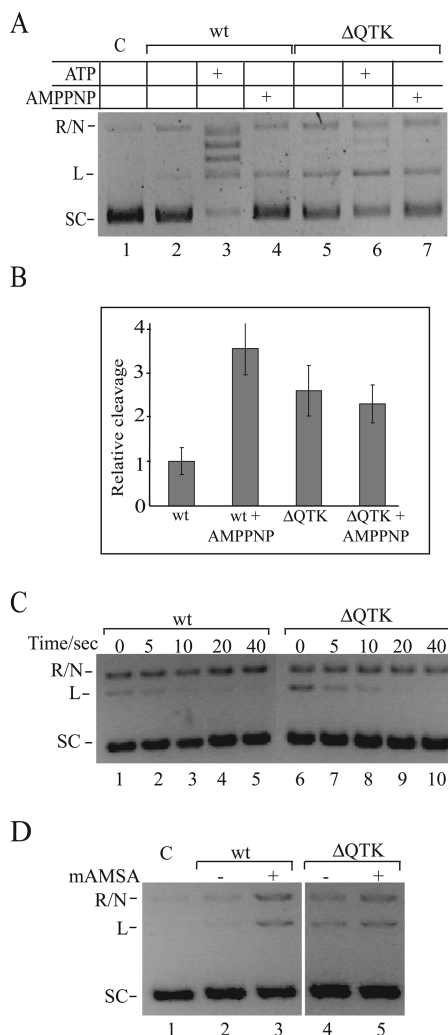 A
C wt ΔQTK
ATP + +
AMPPNP + +
R/N-
L -
SC-
1 2 3 4 5 6 7
B
Relative cleavage
4
3
2
1
0
wt wt + AMPPNP ΔQTK ΔQTK + AMPPNP
C
wt ΔQTK
Time/sec 0 5 10 20 40 0 5 10 20 40
R/N-
L -
SC -
1 2 3 4 5 6 7 8 9 10
D
C wt ΔQTK
mAMSA - + - +
R/N-
L-
SC-
1 2 3 4 5